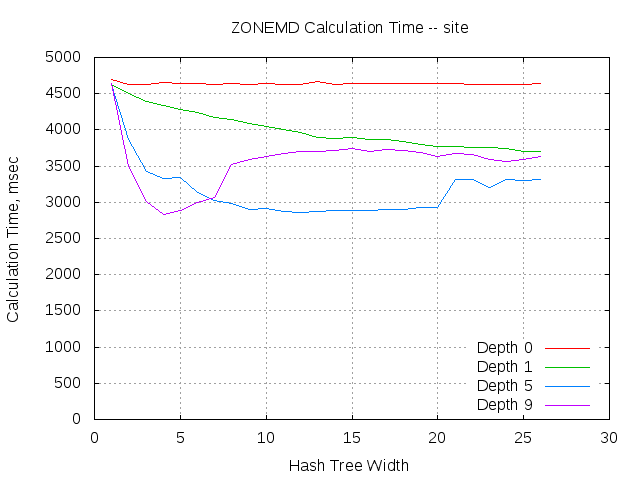 ZONEMD Calculation Time -- site
5000
4500
4000
3500
3000
2500
2000
1500
1000
500
0
Calculation Time, msec
Depth 0
Depth 1
Depth 5
Depth 9
0 5 10 15 20 25 30
Hash Tree Width